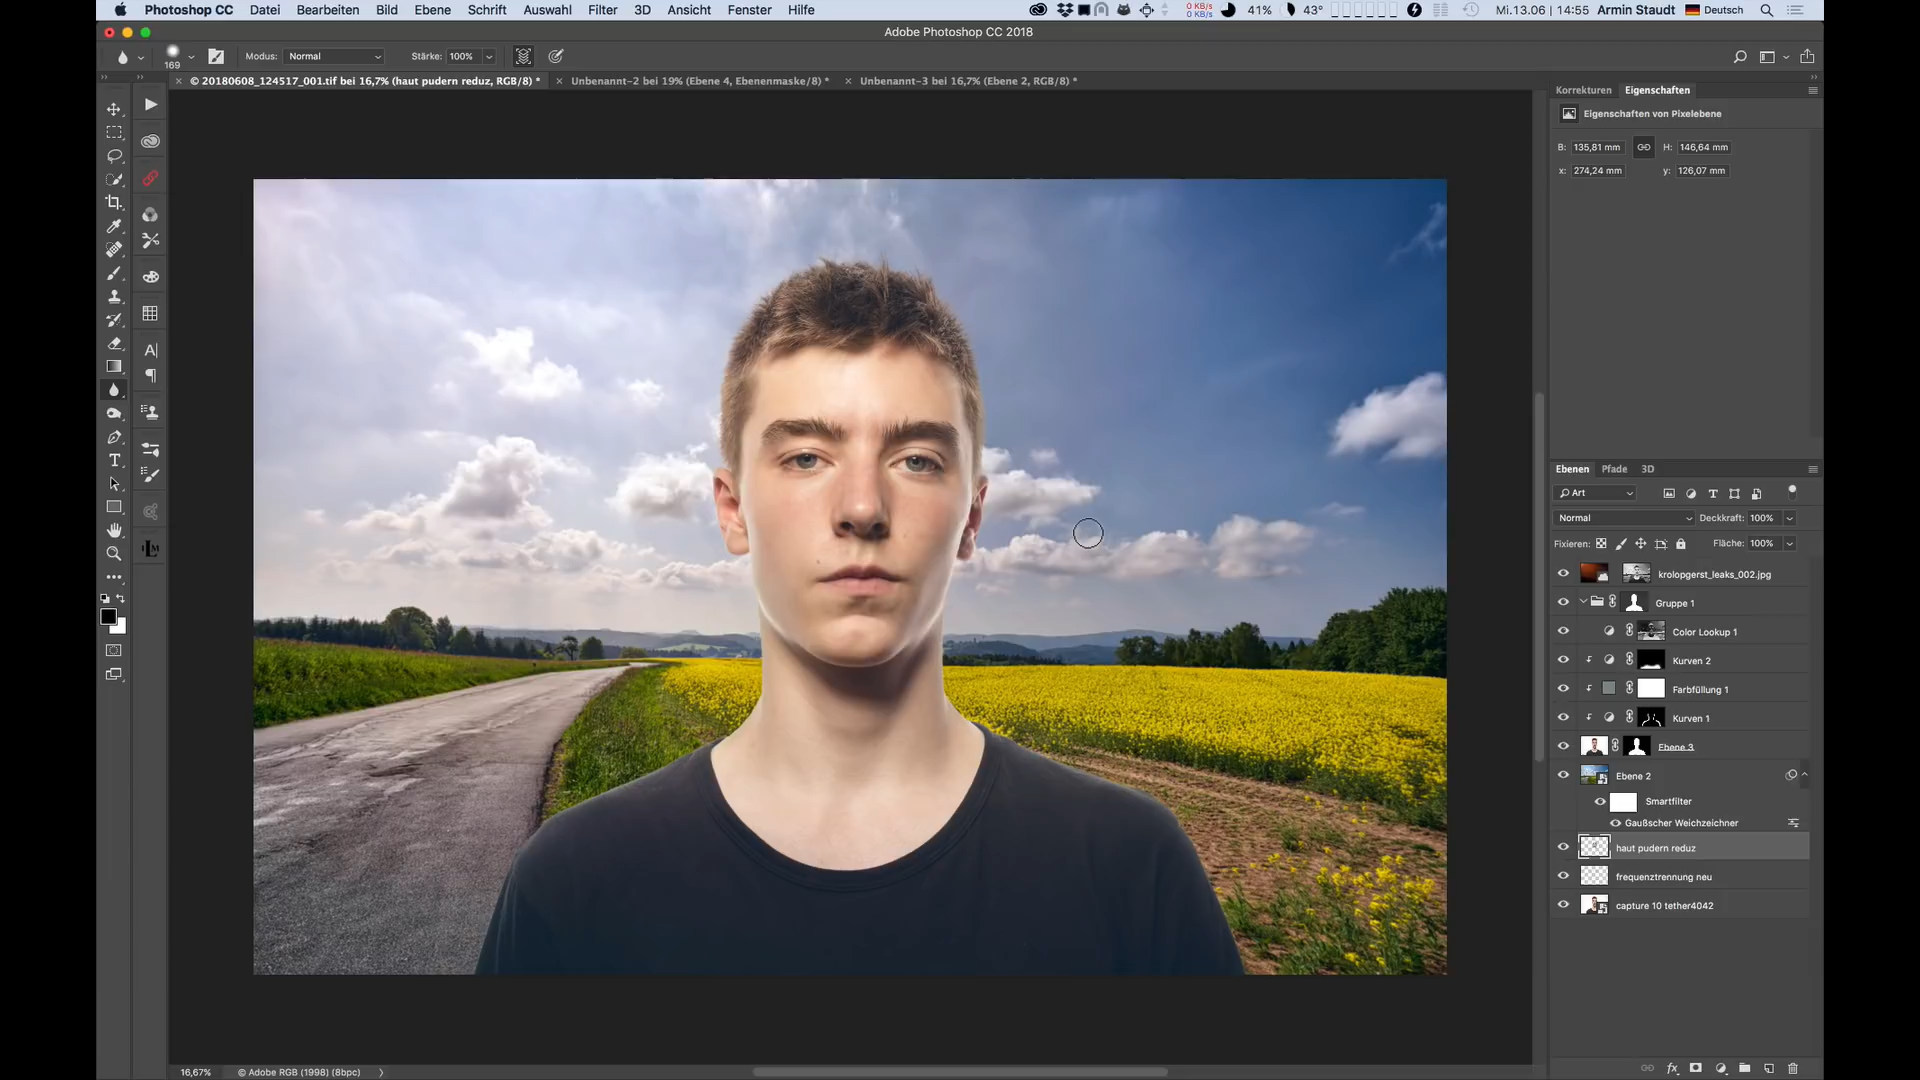 Photoshop CC Datei Bearbeiten Bild Ebene Schrift Auswahl Filter 3D Ansicht Fenster Hilfe 0 KB/s 0 KB/s 41% 43° Mi.13.06 14:55 Armin Staudt Deutsch
Adobe Photoshop CC 2018
169 Modus: Normal Stärke: 100%
© 20180608_124517_001.tif bei 16,7% (haut pudern reduz, RGB/8) * Unbenannt-2 bei 19% (Ebene 4, Ebenenmaske/8) * Unbenannt-3 bei 16,7% (Ebene 2, RGB/8) *
Korrekturen Eigenschaften
Eigenschaften von Pixelebene
B: 135,81 mm H: 146,64 mm
x: 274,24 mm y: 126,07 mm
Ebenen Pfade 3D
Art
Normal Deckkraft: 100%
Fixieren: Fläche: 100%
krolopgerst_leaks_002.jpg
Gruppe 1
Color Lookup 1
Kurven 2
Farbfüllung 1
Kurven 1
Ebene 3
Ebene 2
Smartfilter
Gaußscher Weichzeichner
haut pudern reduz
frequenztrennung neu
capture 10 tether4042
16,67% © Adobe RGB (1998) (8bpc)